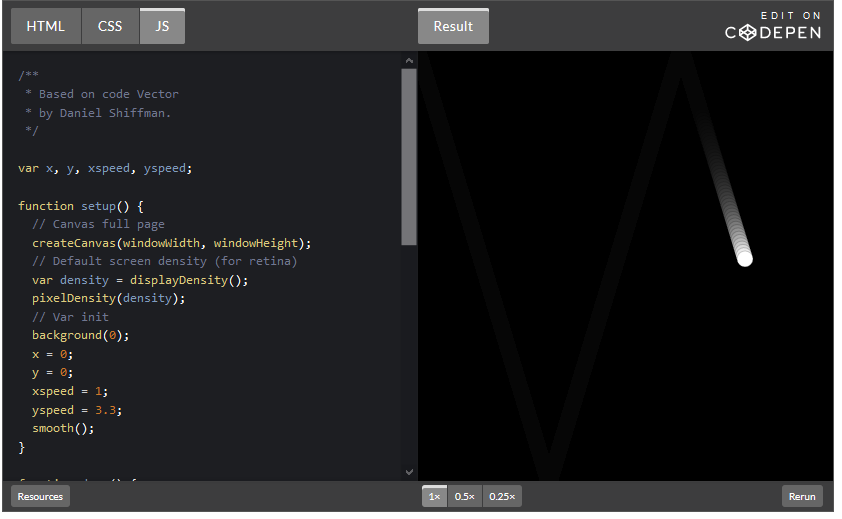 HTML CSS JS Result EDIT ON
CODEPEN
/**
 * Based on code Vector
 * by Daniel Shiffman.
 */
var x, y, xspeed, yspeed;
function setup() {
  // Canvas full page
  createCanvas(windowWidth, windowHeight);
  // Default screen density (for retina)
  var density = displayDensity();
  pixelDensity(density);
  // Var init
  background(0);
  x = 0;
  y = 0;
  xspeed = 1;
  yspeed = 3.3;
  smooth();
}
Resources 1× 0.5× 0.25× Rerun